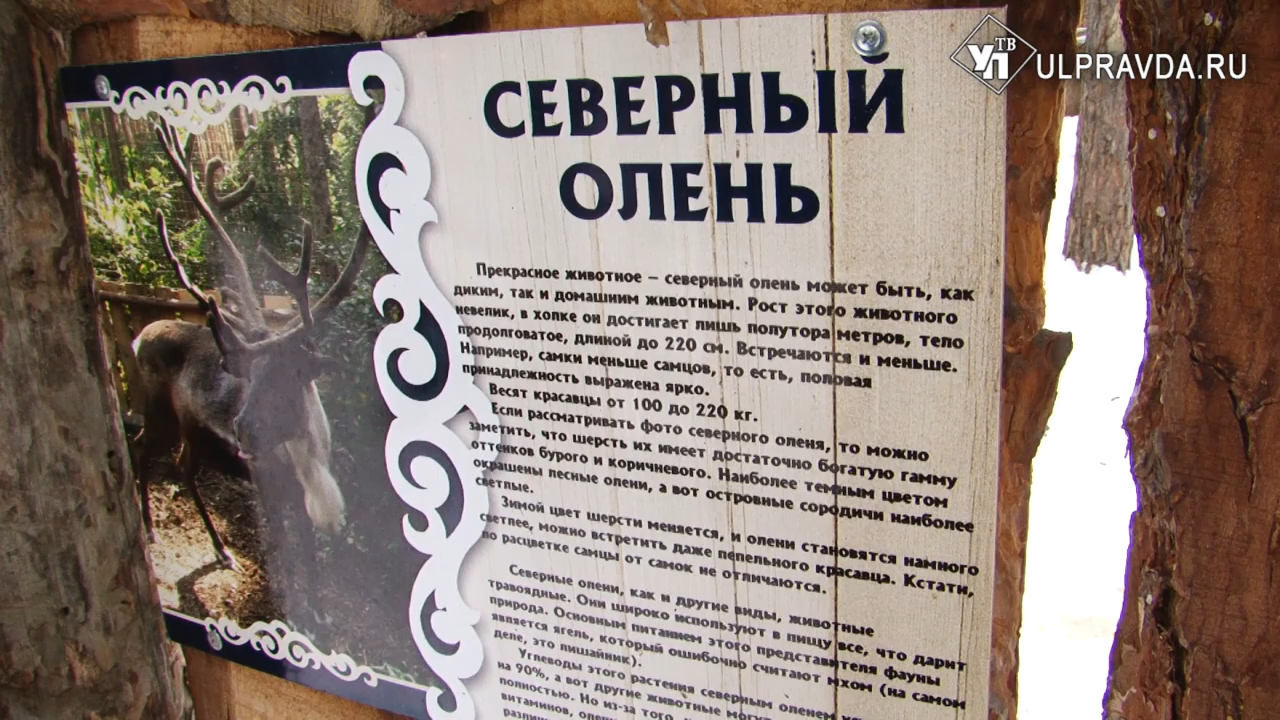 УП ТВ ULPRAVDA.RU
СЕВЕРНЫЙ
ОЛЕНЬ
Прекрасное животное – северный олень может быть, как
диким, так и домашним животным. Рост этого животного
невелик, в холке он достигает лишь полутора метров, тело
продолговатое, длиной до 220 см. Встречаются и меньше.
Например, самки меньше самцов, то есть, половая
принадлежность выражена ярко.
Весят красавцы от 100 до 220 кг.
Если рассматривать фото северного оленя, то можно
заметить, что шерсть их имеет достаточно богатую гамму
оттенков бурого и коричневого. Наиболее темным цветом
окрашены лесные олени, а вот островные сородичи наиболее
светлые.
Зимой цвет шерсти меняется, и олени становятся намного
светлее, можно встретить даже пепельного красавца. Кстати,
по расцветке самцы от самок не отличаются.
Северные олени, как и другие виды, животные
травоядные. Они широко используют в пищу все, что дарит
природа. Основным питанием этого представителя фауны
является ягель, который ошибочно считают мхом (на самом
деле, это лишайник).
Углеводы этого растения северным оленем
на 90%, а вот другие животные
полностью. Но из-за того,
витаминов,